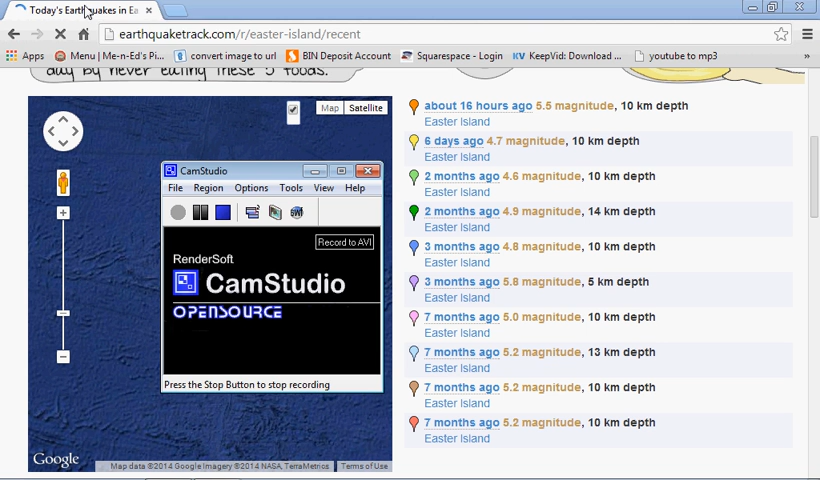 Today's Earthquakes in Ea
earthquaketrack.com/r/easter-island/recent
Apps
Menu | Me-n-Ed's Pi...
convert image to url
BIN Deposit Account
Squarespace - Login
KV KeepVid: Download ...
youtube to mp3
»
day by never eating these 5 foods.
Map
Satellite
about 16 hours ago 5.5 magnitude, 10 km depth
Easter Island
6 days ago 4.7 magnitude, 10 km depth
Easter Island
2 months ago 4.6 magnitude, 10 km depth
Easter Island
2 months ago 4.9 magnitude, 14 km depth
Easter Island
3 months ago 4.8 magnitude, 10 km depth
Easter Island
3 months ago 5.8 magnitude, 5 km depth
Easter Island
7 months ago 5.0 magnitude, 10 km depth
Easter Island
7 months ago 5.2 magnitude, 13 km depth
Easter Island
7 months ago 5.2 magnitude, 10 km depth
Easter Island
7 months ago 5.2 magnitude, 10 km depth
Easter Island
CamStudio
File Region Options Tools View Help
SWF
Record to AVI
RenderSoft
CamStudio
OPENSOURCE
Press the Stop Button to stop recording
Google
Map data ©2014 Google Imagery ©2014 NASA, TerraMetrics
Terms of Use